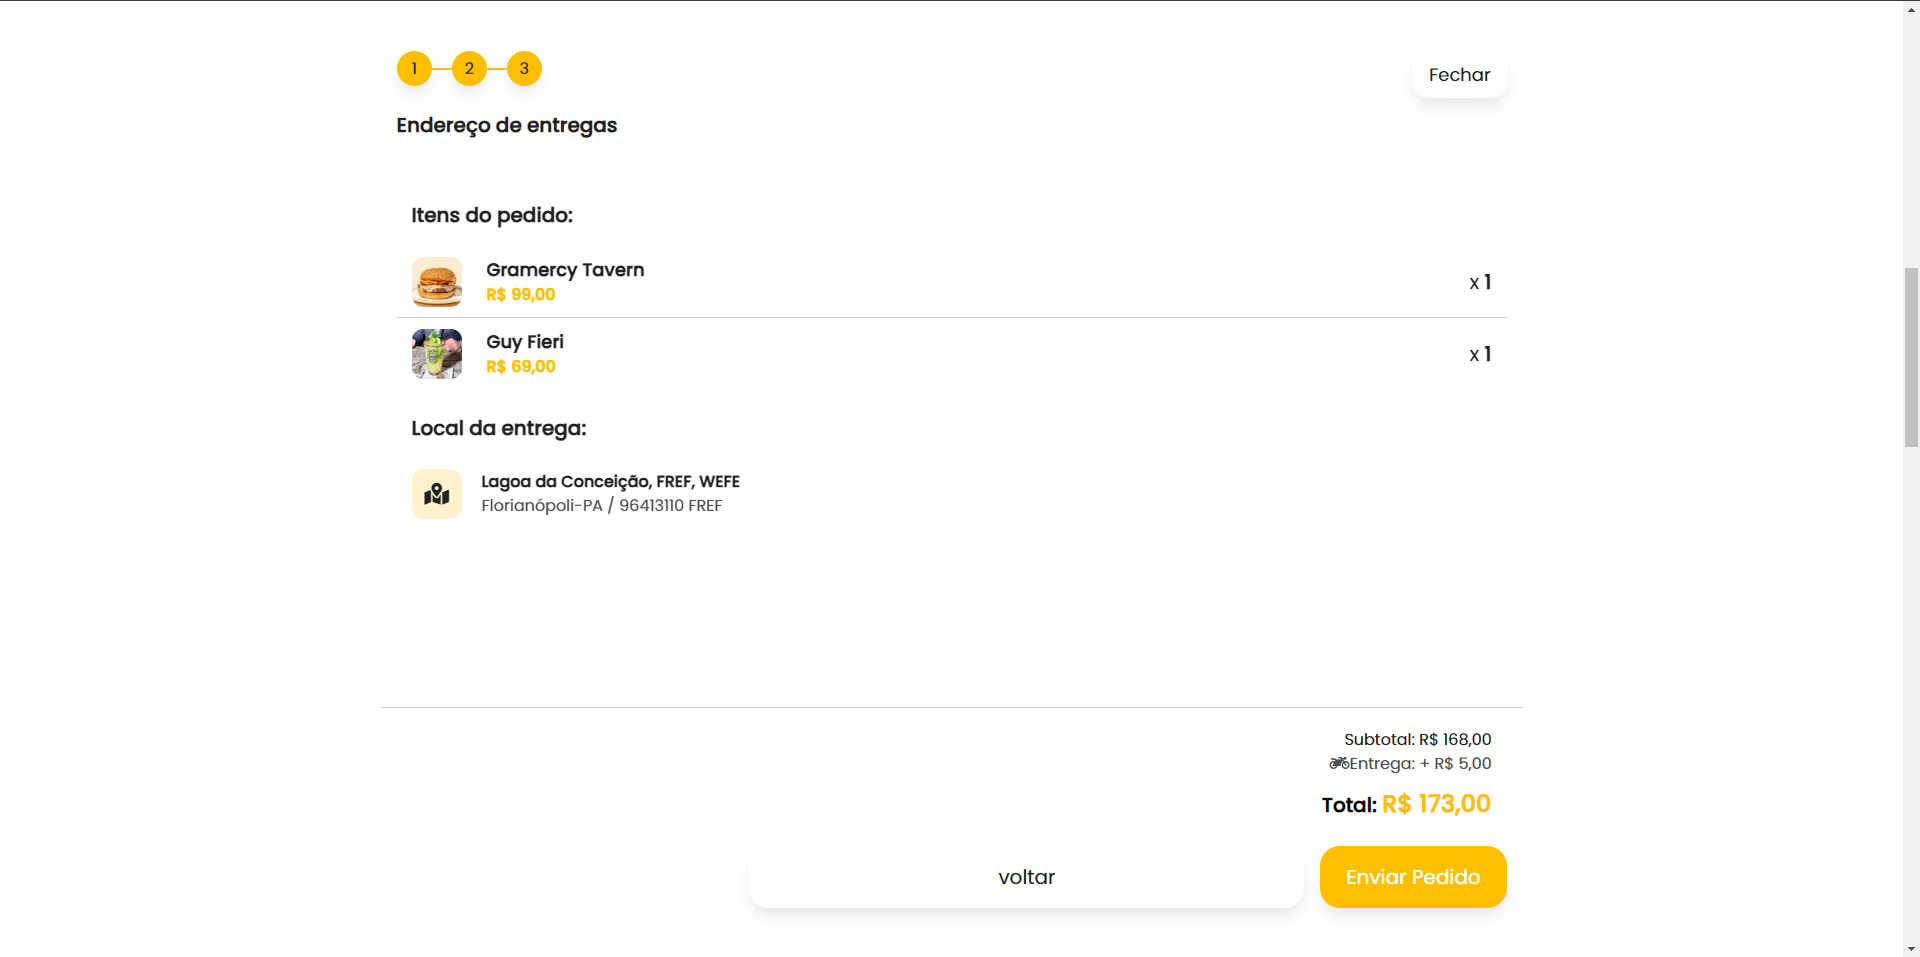 1 2 3
Fechar
Endereço de entregas
Itens do pedido:
Gramercy Tavern
R$ 99,00
x 1
Guy Fieri
R$ 69,00
x 1
Local da entrega:
Lagoa da Conceição, FREF, WEFE
Florianópoli-PA / 96413110 FREF
Subtotal: R$ 168,00
Entrega: + R$ 5,00
Total: R$ 173,00
voltar
Enviar Pedido